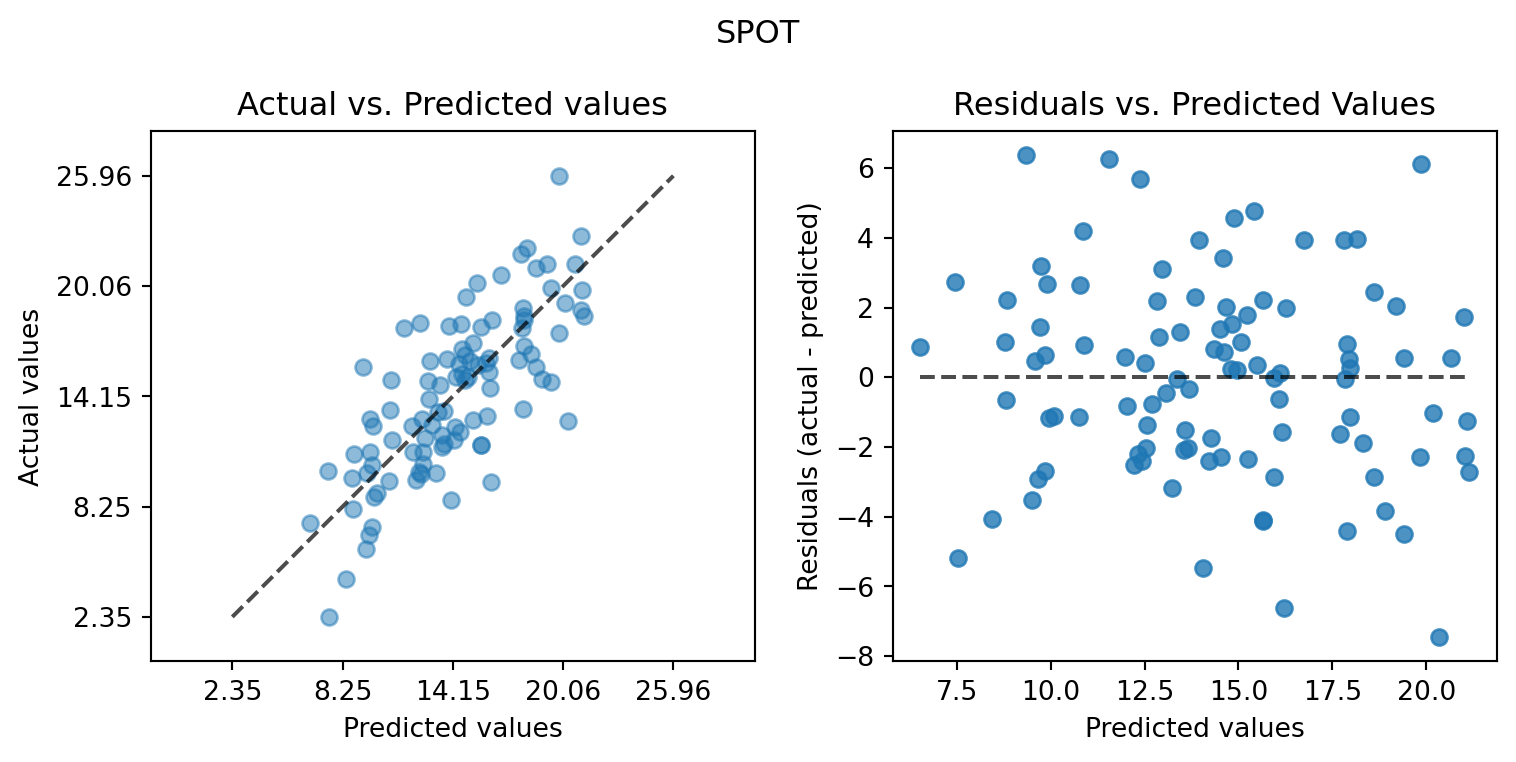 SPOT
Actual vs. Predicted values
Actual values
25.96
20.06
14.15
8.25
2.35
2.35 8.25 14.15 20.06 25.96
Predicted values
Residuals vs. Predicted Values
Residuals (actual - predicted)
6
4
2
0
−2
−4
−6
−8
7.5 10.0 12.5 15.0 17.5 20.0
Predicted values